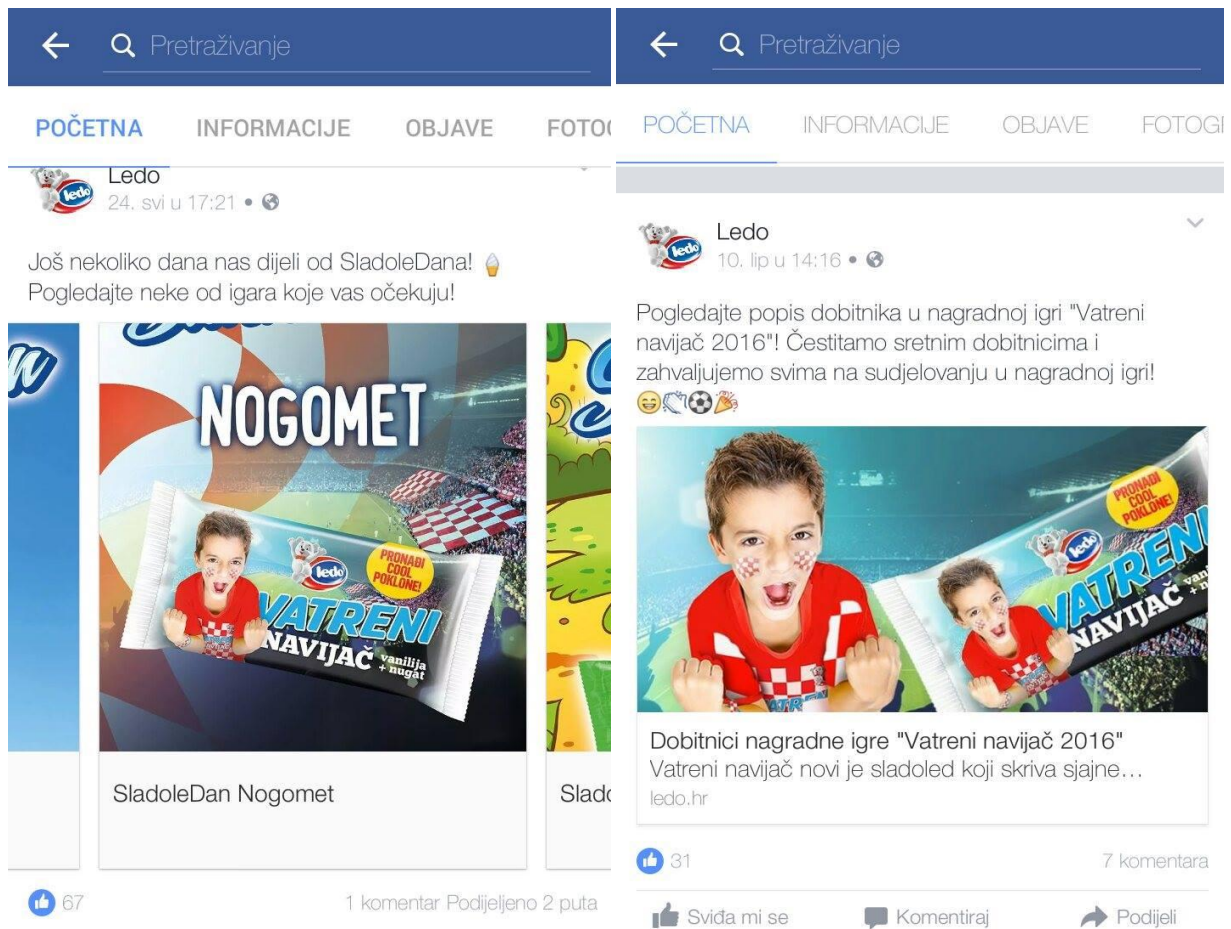 Pretraživanje
POČETNA INFORMACIJE OBJAVE FOTO
Ledo
24. svi u 17:21
Još nekoliko dana nas dijeli od SladoleDana!
Pogledajte neke od igara koje vas očekuju!
NOGOMET
ledo
PRONAĐI
COOL
POKLONE!
VATRENI
NAVIJAČ
vanilija
+ nugat
SladoleDan Nogomet
Slado
67
1 komentar Podijeljeno 2 puta
Pretraživanje
POČETNA INFORMACIJE OBJAVE FOTOG
Ledo
10. lip u 14:16
Pogledajte popis dobitnika u nagradnoj igri "Vatreni
navijač 2016"! Čestitamo sretnim dobitnicima i
zahvaljujemo svima na sudjelovanju u nagradnoj igri!
PRONAĐI
COOL
POKLONE!
ledo
VATREN
NAVIJAČ
Dobitnici nagradne igre "Vatreni navijač 2016"
Vatreni navijač novi je sladoled koji skriva sjajne…
ledo.hr
31
7 komentara
Sviđa mi se Komentiraj Podijeli